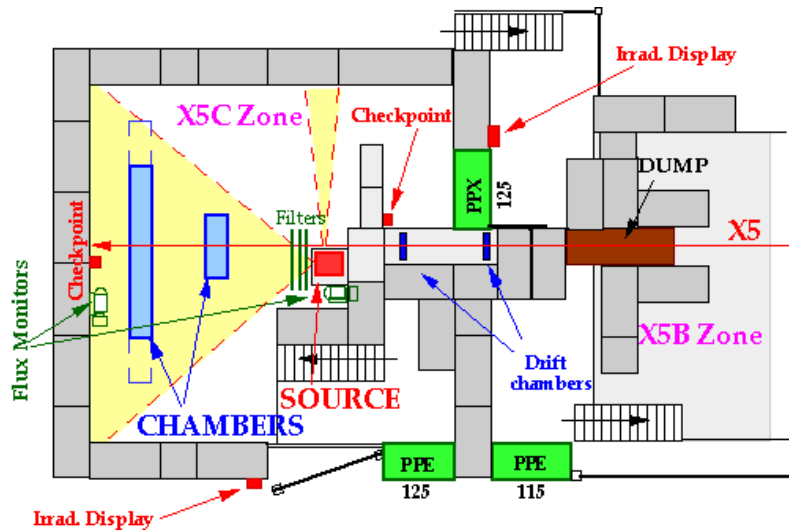 Irrad. Display
X5C Zone
Checkpoint
PPX
125
DUMP
Filters
X5
Checkpoint
Flux Monitors
X5B Zone
Drift
chambers
SOURCE
CHAMBERS
PPE
125
PPE
115
Irrad. Display